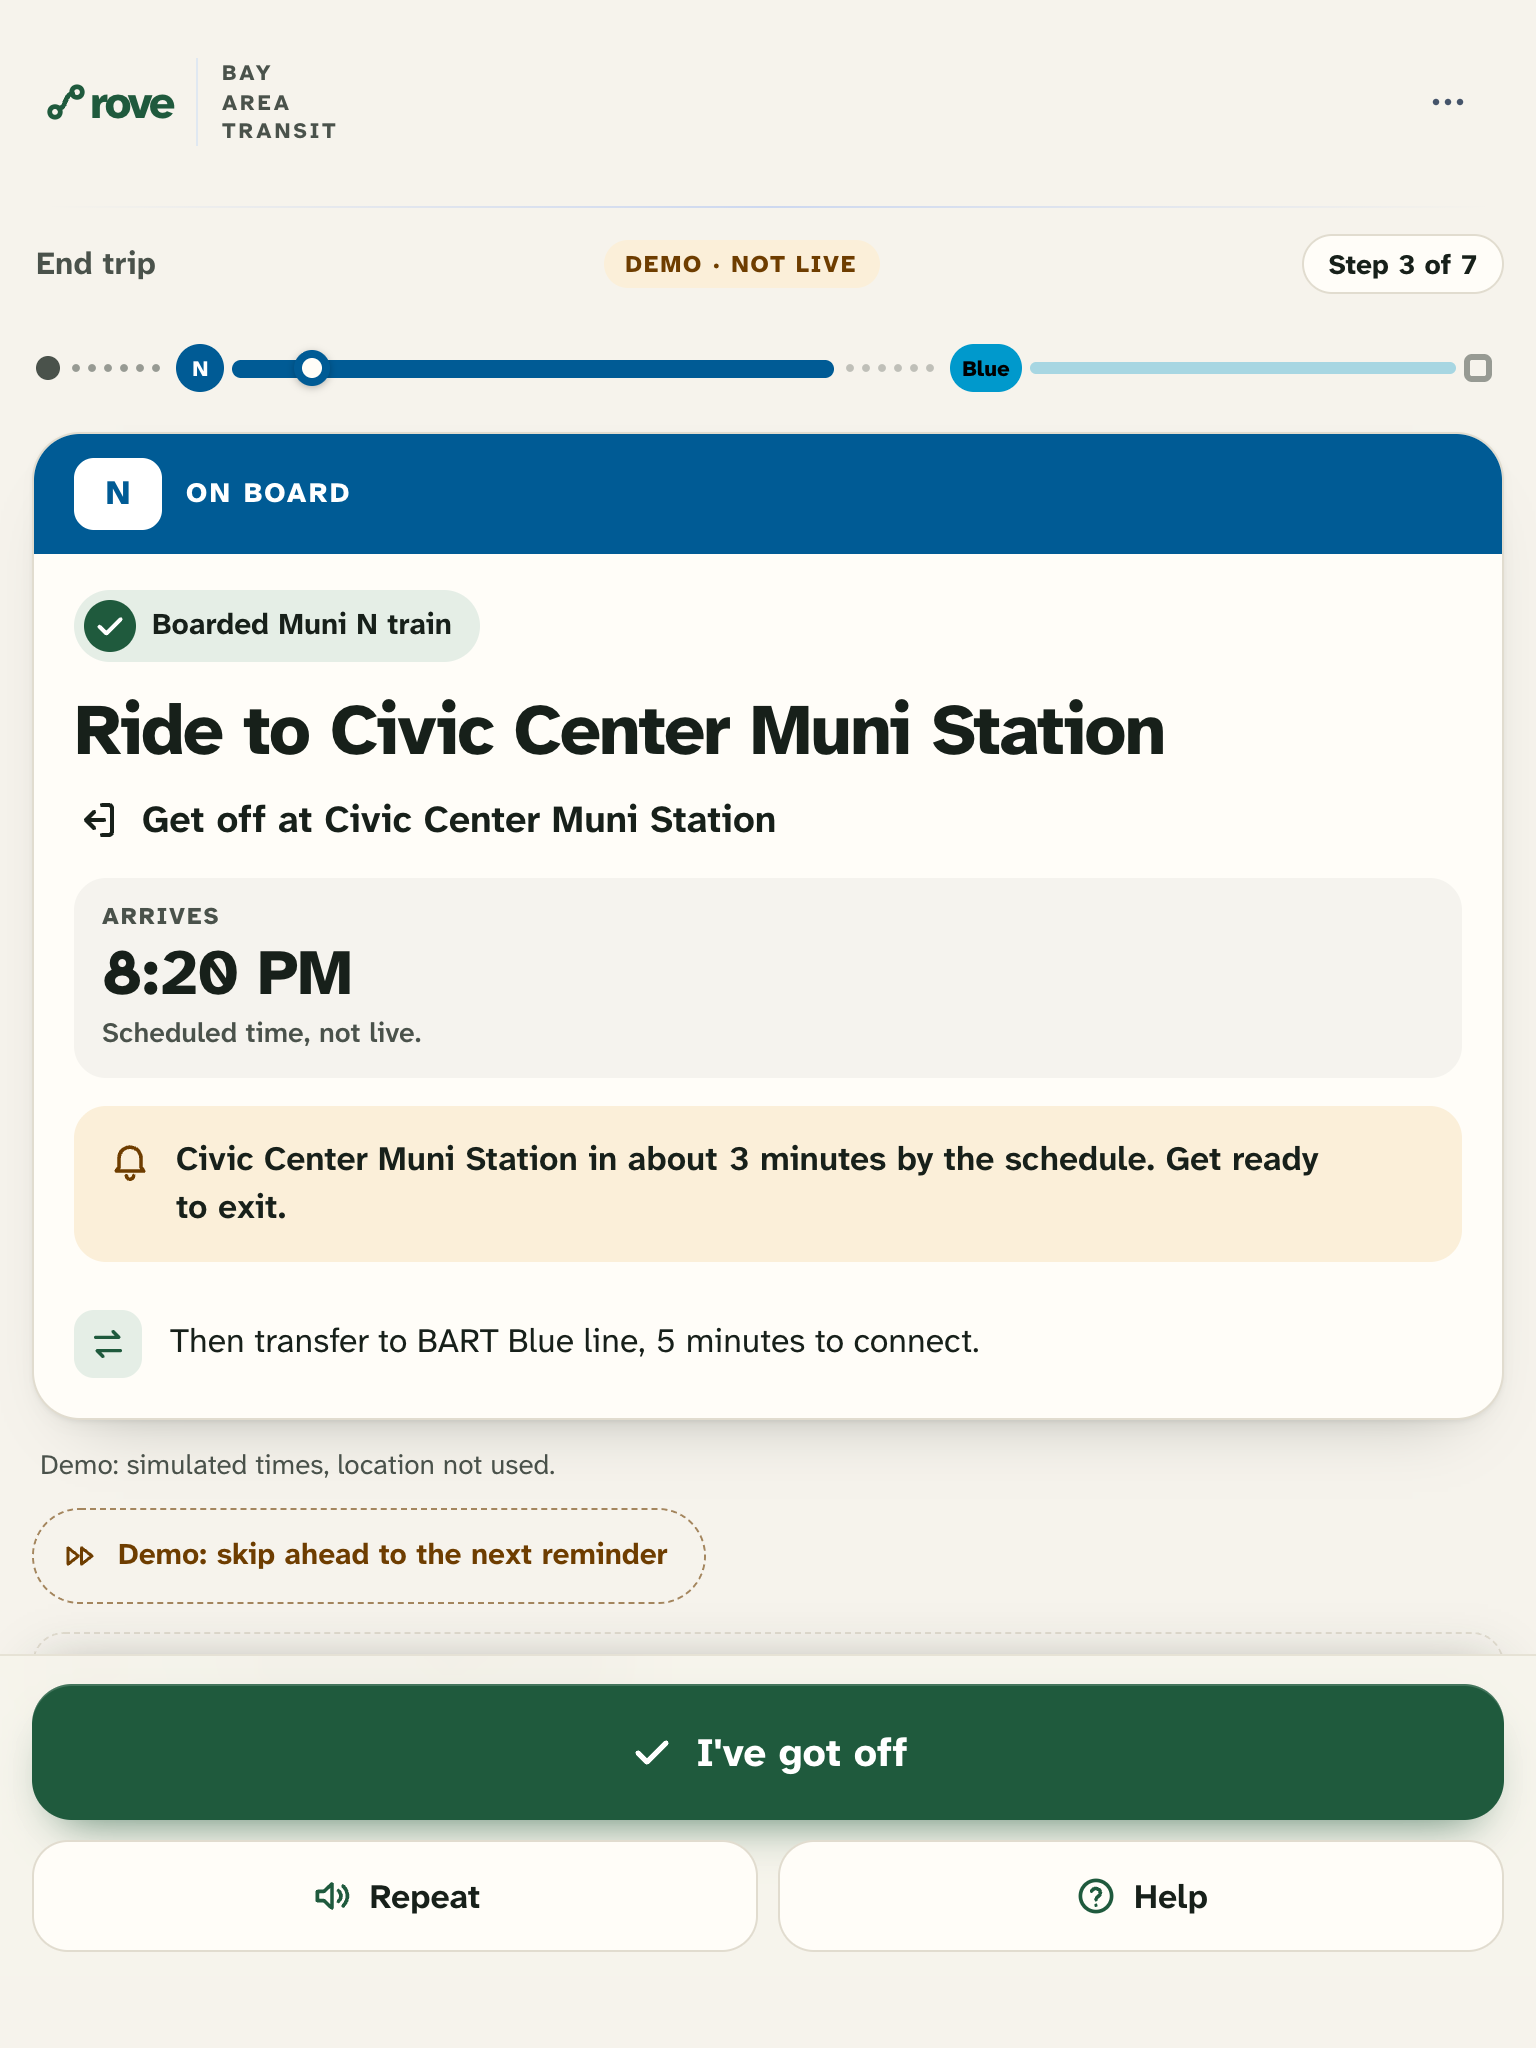 rove
BAY
AREA
TRANSIT
End trip
DEMO · NOT LIVE
Step 3 of 7
N
Blue
N
ON BOARD
Boarded Muni N train
Ride to Civic Center Muni Station
Get off at Civic Center Muni Station
ARRIVES
8:20 PM
Scheduled time, not live.
Civic Center Muni Station in about 3 minutes by the schedule. Get ready
to exit.
Then transfer to BART Blue line, 5 minutes to connect.
Demo: simulated times, location not used.
Demo: skip ahead to the next reminder
I've got off
Repeat
Help